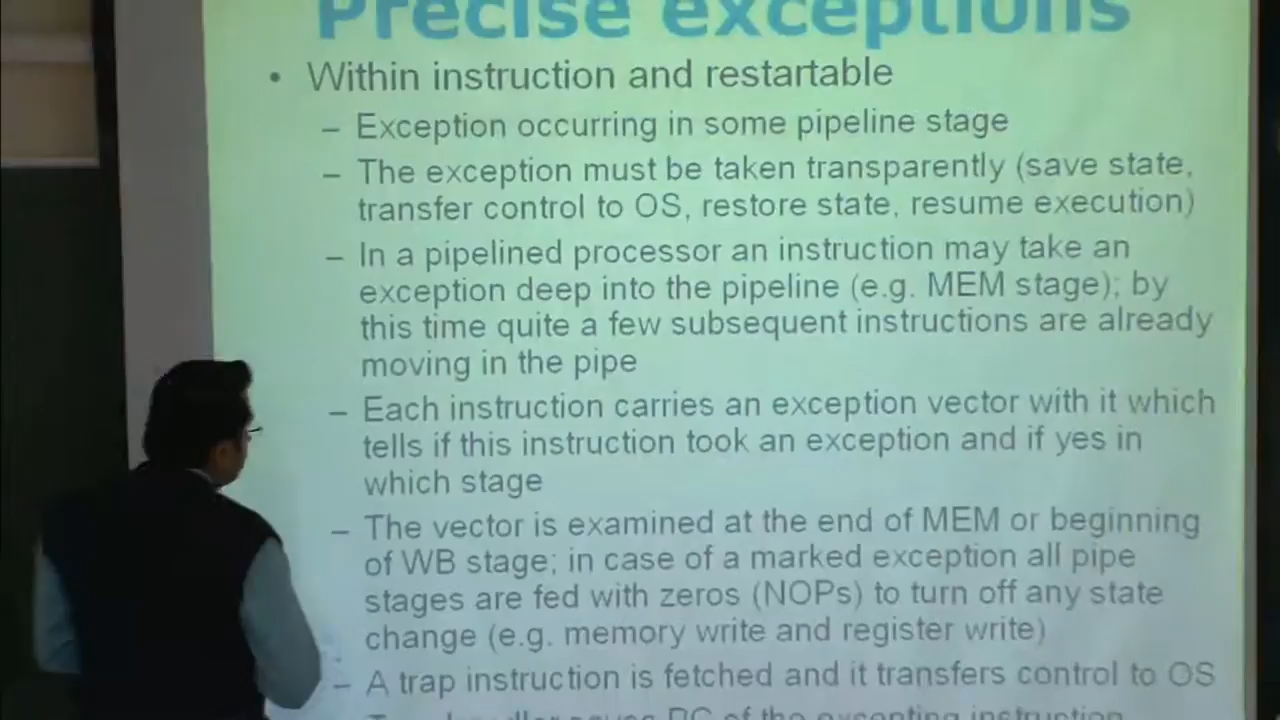 Precise exceptions
• Within instruction and restartable
– Exception occurring in some pipeline stage
– The exception must be taken transparently (save state,
transfer control to OS, restore state, resume execution)
– In a pipelined processor an instruction may take an
exception deep into the pipeline (e.g. MEM stage); by
this time quite a few subsequent instructions are already
moving in the pipe
– Each instruction carries an exception vector with it which
tells if this instruction took an exception and if yes in
which stage
– The vector is examined at the end of MEM or beginning
of WB stage; in case of a marked exception all pipe
stages are fed with zeros (NOPs) to turn off any state
change (e.g. memory write and register write)
– A trap instruction is fetched and it transfers control to OS
PC of the excepting instruction